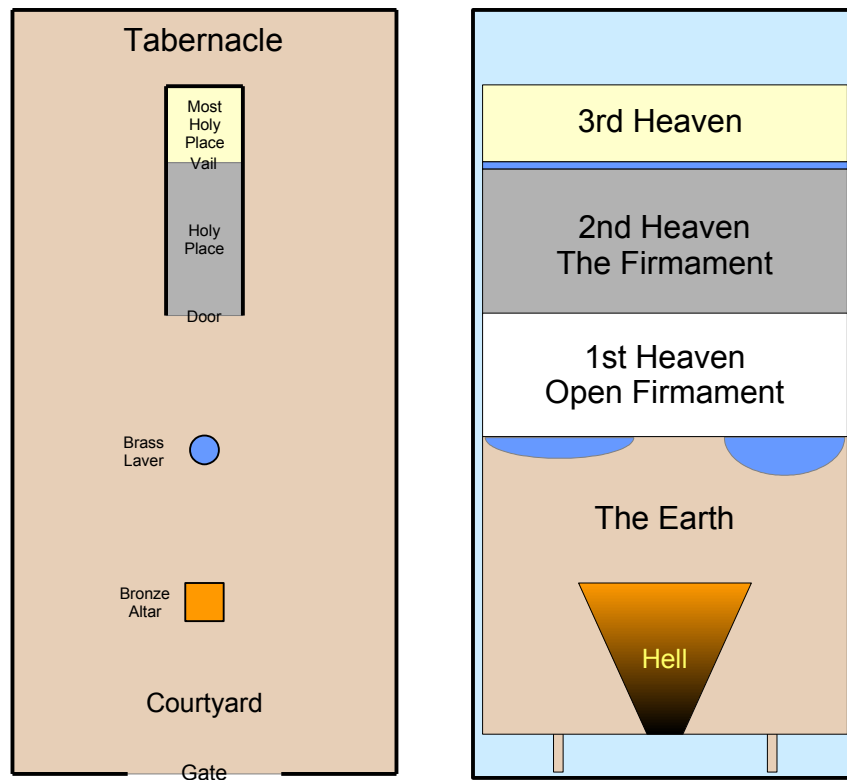 Tabernacle
Most
Holy
Place
Vail
Holy
Place
Door
Brass
Laver
Bronze
Altar
Courtyard
Gate
3rd Heaven
2nd Heaven
The Firmament
1st Heaven
Open Firmament
The Earth
Hell